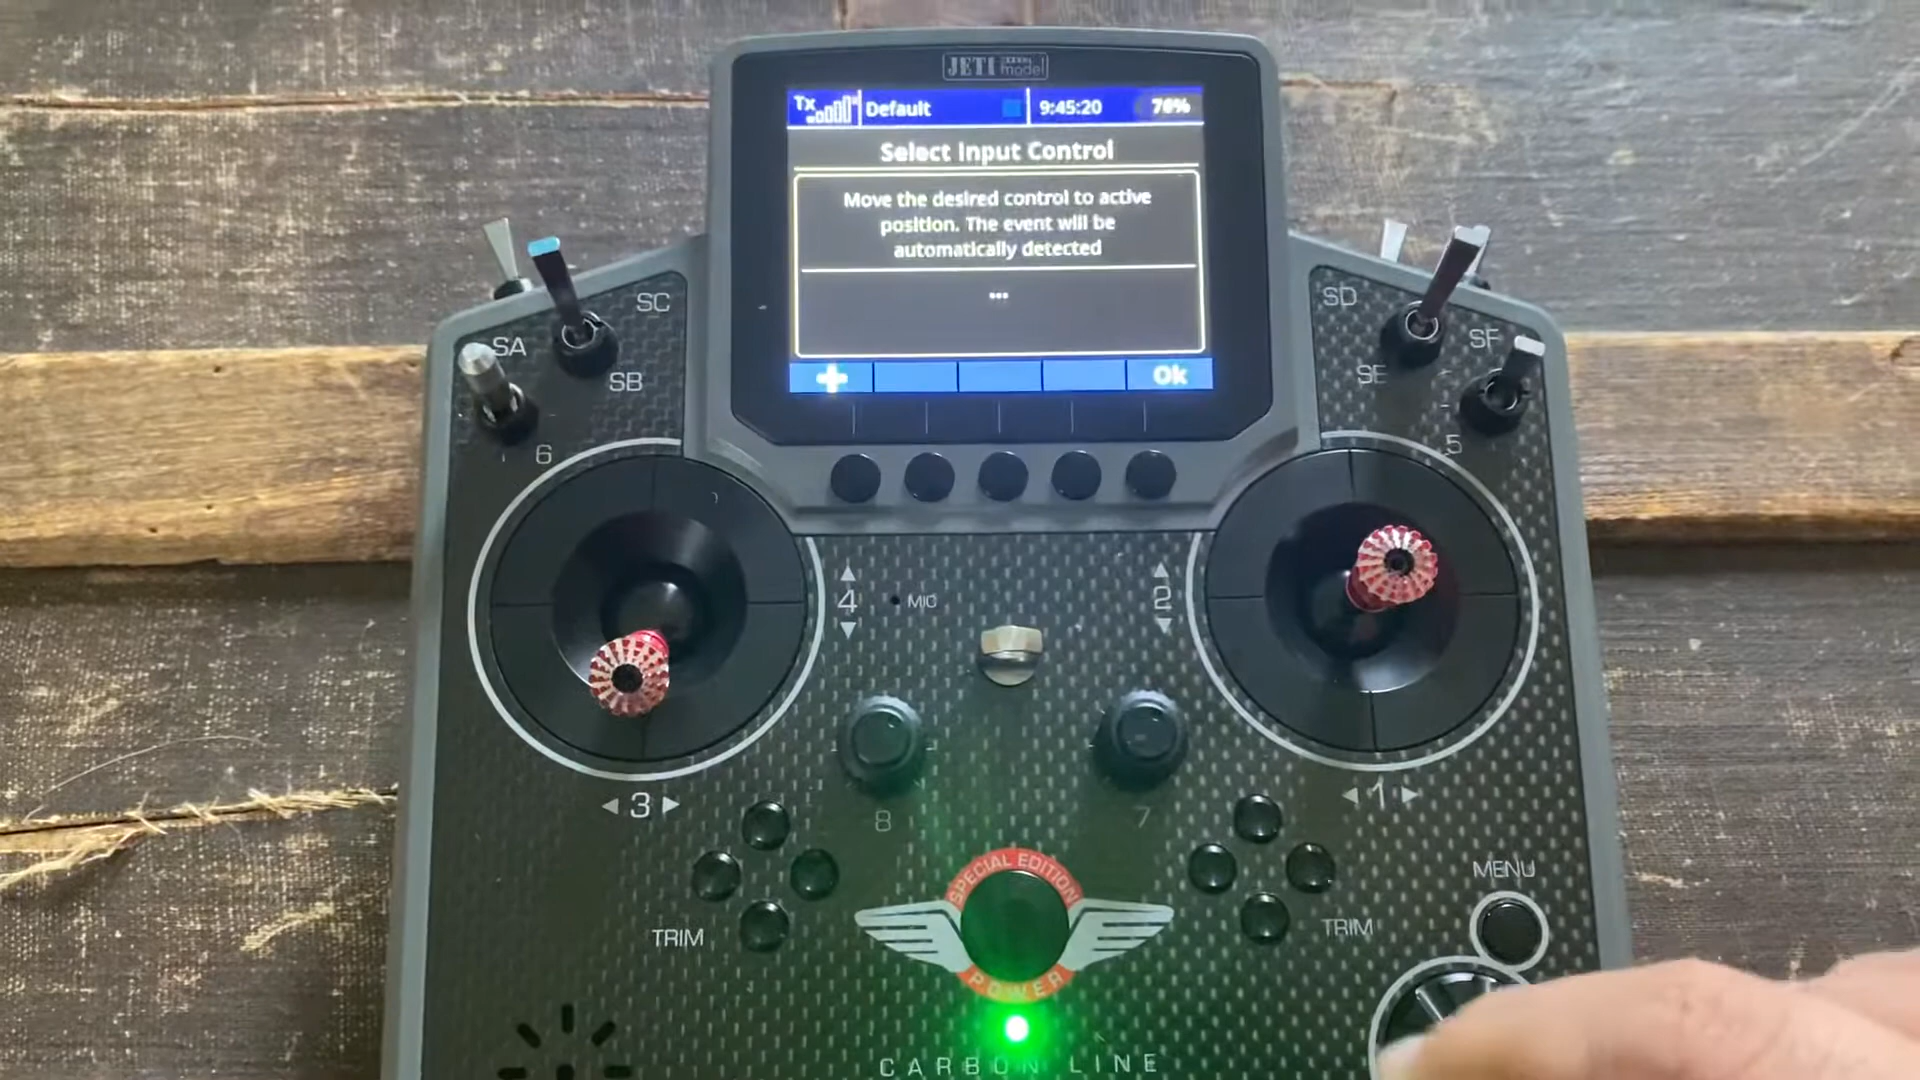 JETI model
Tx Default 9:45:20 76%
Select Input Control
Move the desired control to active
position. The event will be
automatically detected
...
Ok
SC
SA
SB
6
SD
SF
SE
5
4
MIC
2
3
8
7
1
TRIM
SPECIAL EDITION
POWER
TRIM
MENU
CARBON LINE